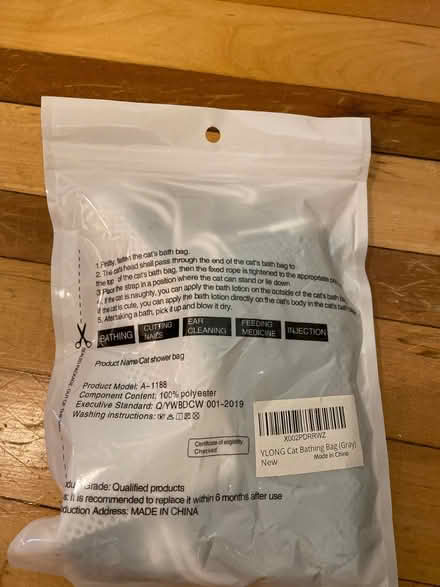 1. Firstly, fasten the cat's bath bag.
2. The cat's head shall pass through the end of the cat's bath bag to
the top of the cat's bath bag, then the fixed rope is tightened to the appropriate
3. Place the strap in a position where the cat can stand or lie down.
4. If the cat is naughty, you can apply the bath lotion on the outside of the cat's bath
if the cat is cute, you can apply the bath lotion directly on the cat's body in the cat's bath
5. After taking a bath, pick it up and blow it dry.
BATHING
CUTTING NAILS
EAR CLEANING
FEEDING MEDICINE
INJECTION
Product Name:Cat shower bag
Product Model: A-1188
Component Content: 100% polyester
Executive Standard: Q/YWBDCW 001-2019
Washing instructions:
Certificate of eligibility
Checked
X002PDRRWZ
YLONG Cat Bathing Bag (Gray)
New
Made In China
Grade: Qualified products
It is recommended to replace it within 6 months after use
duction Address: MADE IN CHINA